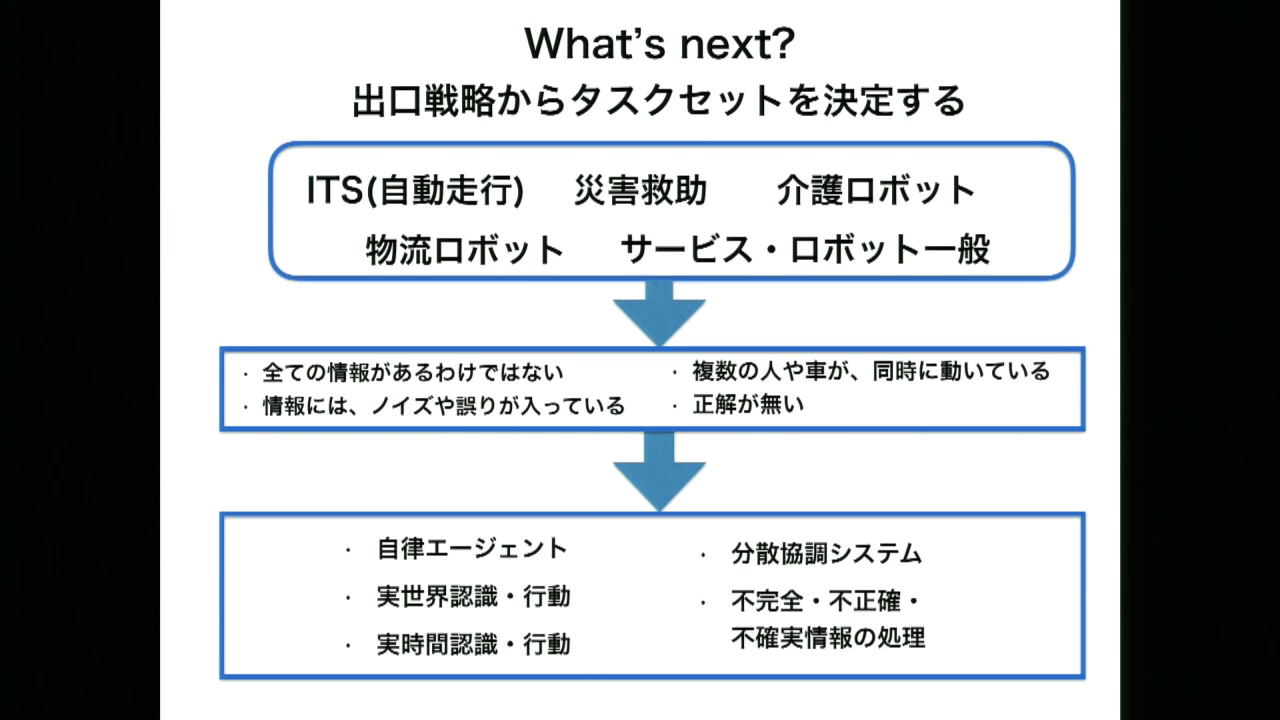 What's next?
出口戦略からタスクセットを決定する
ITS(自動走行) 災害救助 介護ロボット
物流ロボット サービス・ロボット一般
・ 全ての情報があるわけではない
・ 情報には、ノイズや誤りが入っている
・ 複数の人や車が、同時に動いている
・ 正解が無い
・ 自律エージェント
・ 実世界認識・行動
・ 実時間認識・行動
・ 分散協調システム
・ 不完全・不正確・
不確実情報の処理